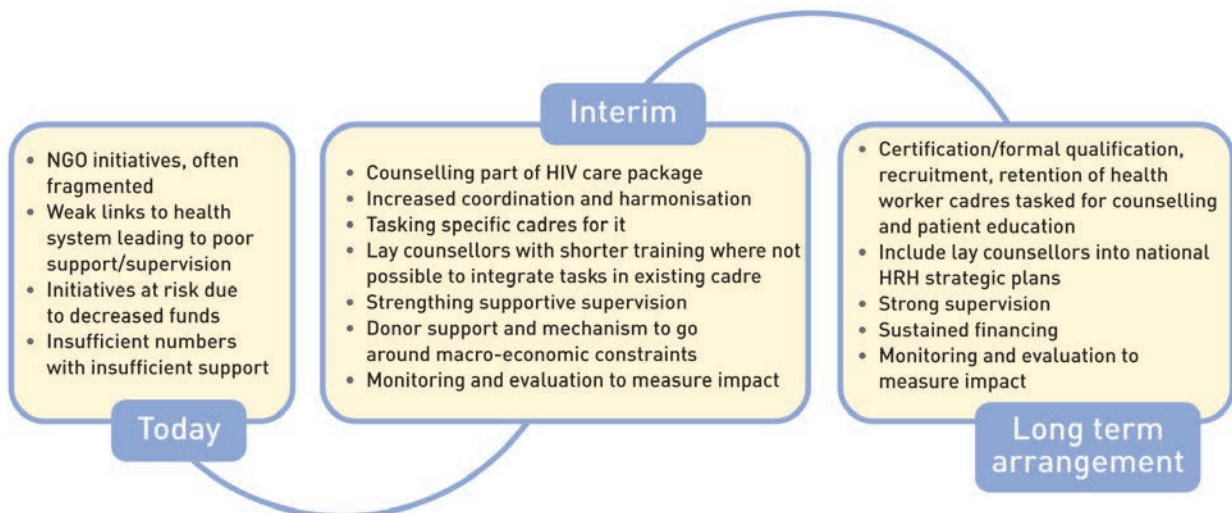 Today
• NGO initiatives, often
fragmented
• Weak links to health
system leading to poor
support/supervision
• Initiatives at risk due
to decreased funds
• Insufficient numbers
with insufficient support
Interim
• Counselling part of HIV care package
• Increased coordination and harmonisation
• Tasking specific cadres for it
• Lay counsellors with shorter training where not
possible to integrate tasks in existing cadre
• Strengthing supportive supervision
• Donor support and mechanism to go
around macro-economic constraints
• Monitoring and evaluation to measure impact
• Certification/formal qualification,
recruitment, retention of health
worker cadres tasked for counselling
and patient education
• Include lay counsellors into national
HRH strategic plans
• Strong supervision
• Sustained financing
• Monitoring and evaluation to
measure impact
Long term
arrangement